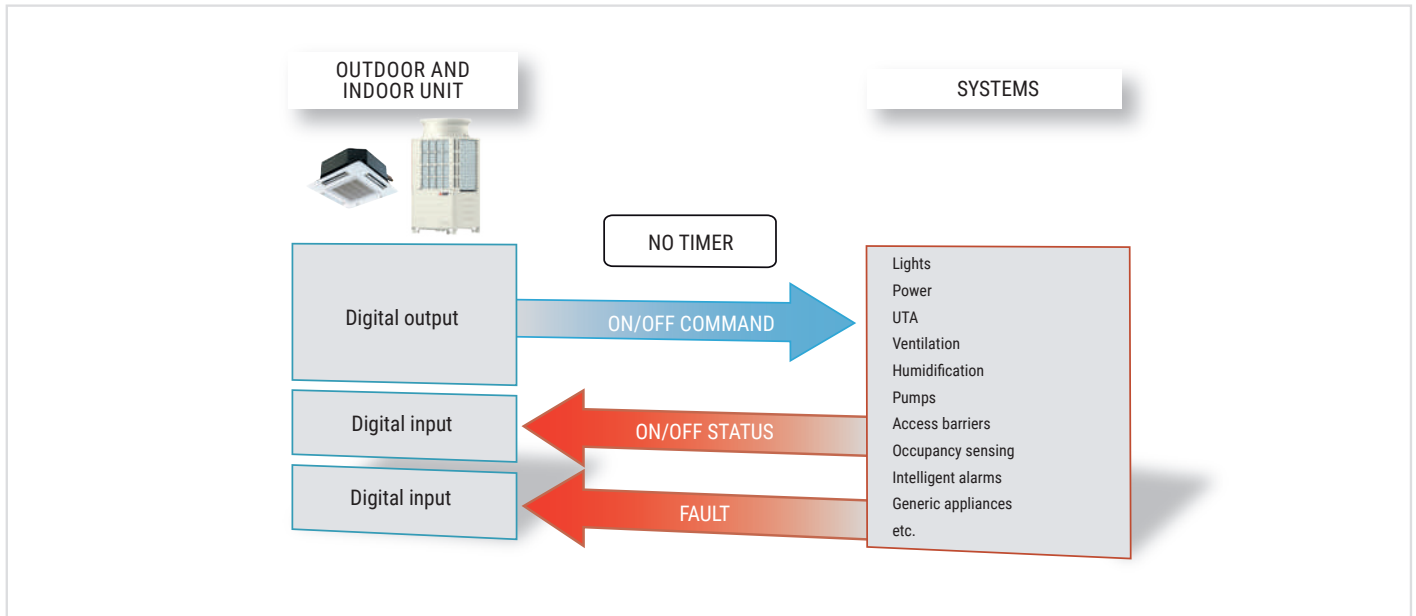 OUTDOOR AND
INDOOR UNIT
SYSTEMS
NO TIMER
Digital output
ON/OFF COMMAND
Digital input
ON/OFF STATUS
Digital input
FAULT
Lights
Power
UTA
Ventilation
Humidification
Pumps
Access barriers
Occupancy sensing
Intelligent alarms
Generic appliances
etc.